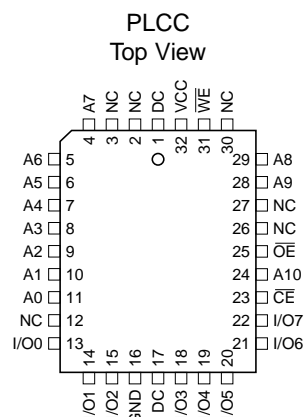 PLCC
Top View
A7 NC NC DC VCC WE NC
4 3 2 1 32 31 30
A6 5 29 A8
A5 6 28 A9
A4 7 27 NC
A3 8 26 NC
A2 9 25 OE
A1 10 24 A10
A0 11 23 CE
NC 12 22 I/O7
I/O0 13 21 I/O6
14 15 16 17 18 19 20
/O1 /O2 GND DC I/O3 I/O4 I/O5